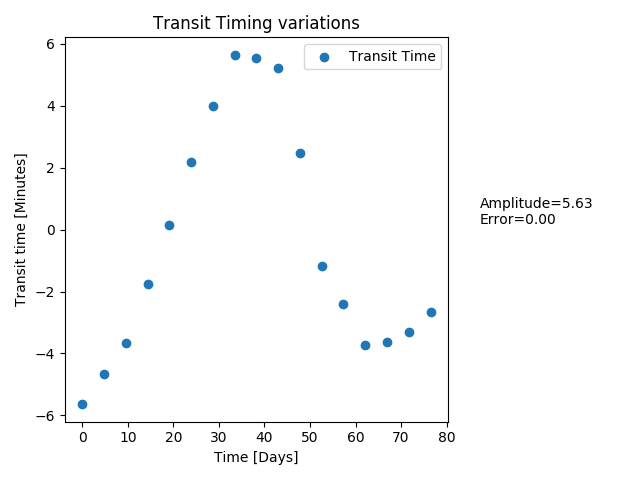 Transit Timing variations
Transit Time
Amplitude=5.63
Error=0.00
Transit time [Minutes]
6
4
2
0
−2
−4
−6
0 10 20 30 40 50 60 70 80
Time [Days]